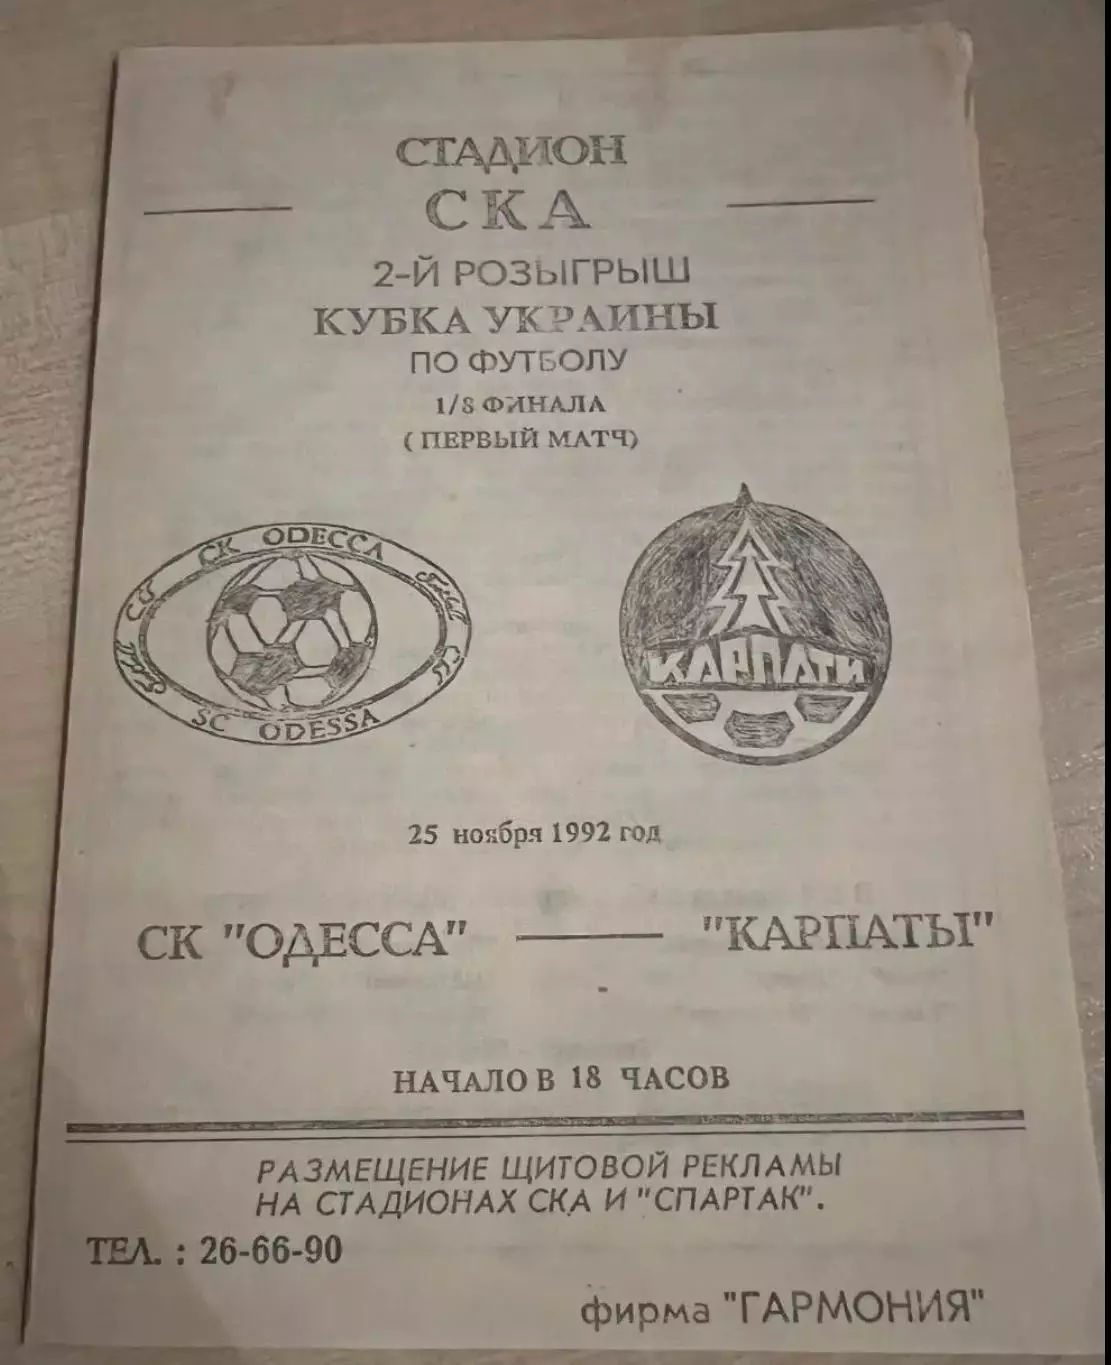 СТАДИОН
СКА
2-Й РОЗЫГРЫШ
КУБКА УКРАИНЫ
ПО ФУТБОЛУ
1/8 ФИНАЛА
( ПЕРВЫЙ МАТЧ)
СК ОДЕССА
SC ODESSA
КАРПАТИ
25 ноября 1992 год
СК "ОДЕССА" — "КАРПАТЫ"
НАЧАЛО В 18 ЧАСОВ
РАЗМЕЩЕНИЕ ЩИТОВОЙ РЕКЛАМЫ
НА СТАДИОНАХ СКА И "СПАРТАК".
ТЕЛ. : 26-66-90
фирма "ГАРМОНИЯ"